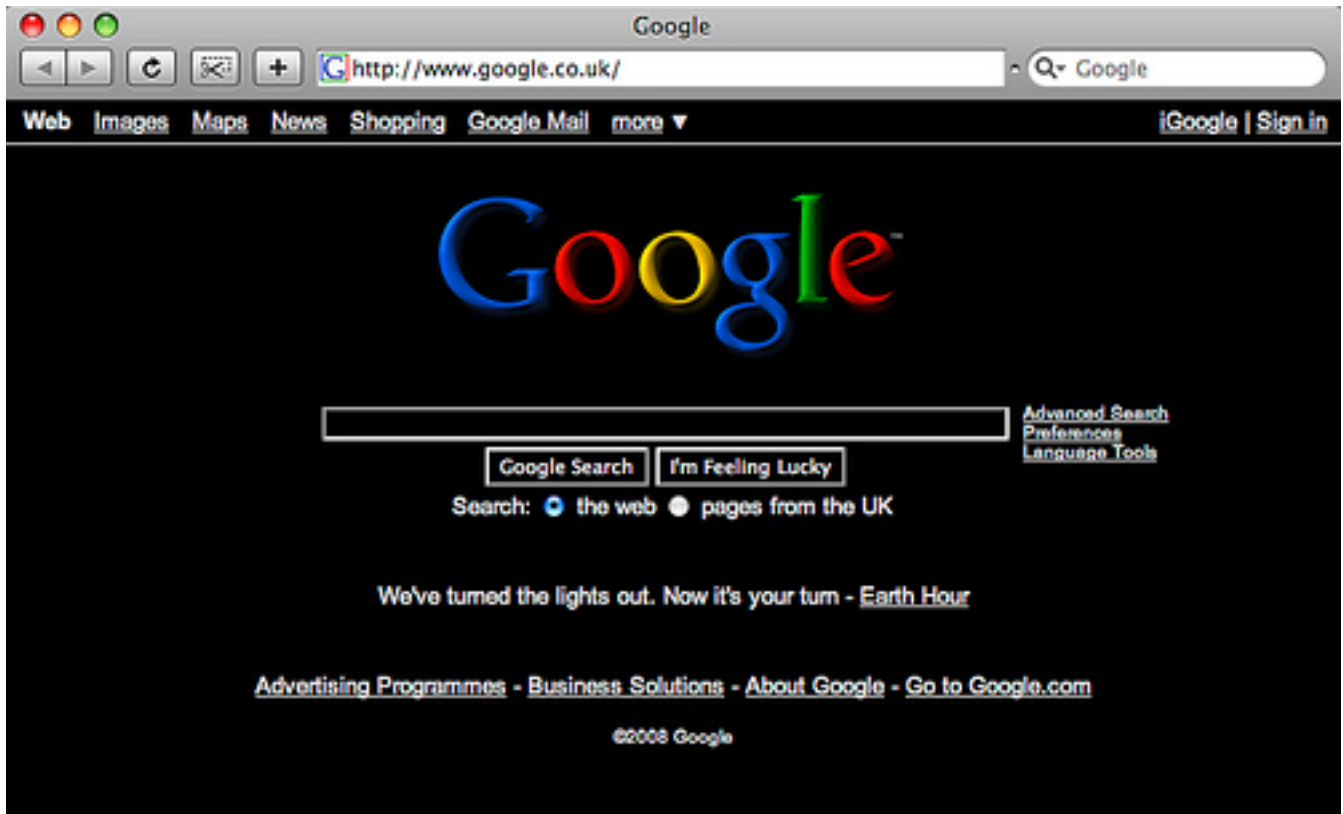 Google
http://www.google.co.uk/ Google
Web Images Maps News Shopping Google Mail more ▼ iGoogle | Sign in
Google™
Advanced Search
Preferences
Language Tools
Google Search I'm Feeling Lucky
Search: the web pages from the UK
We've turned the lights out. Now it's your turn - Earth Hour
Advertising Programmes - Business Solutions - About Google - Go to Google.com
©2008 Google